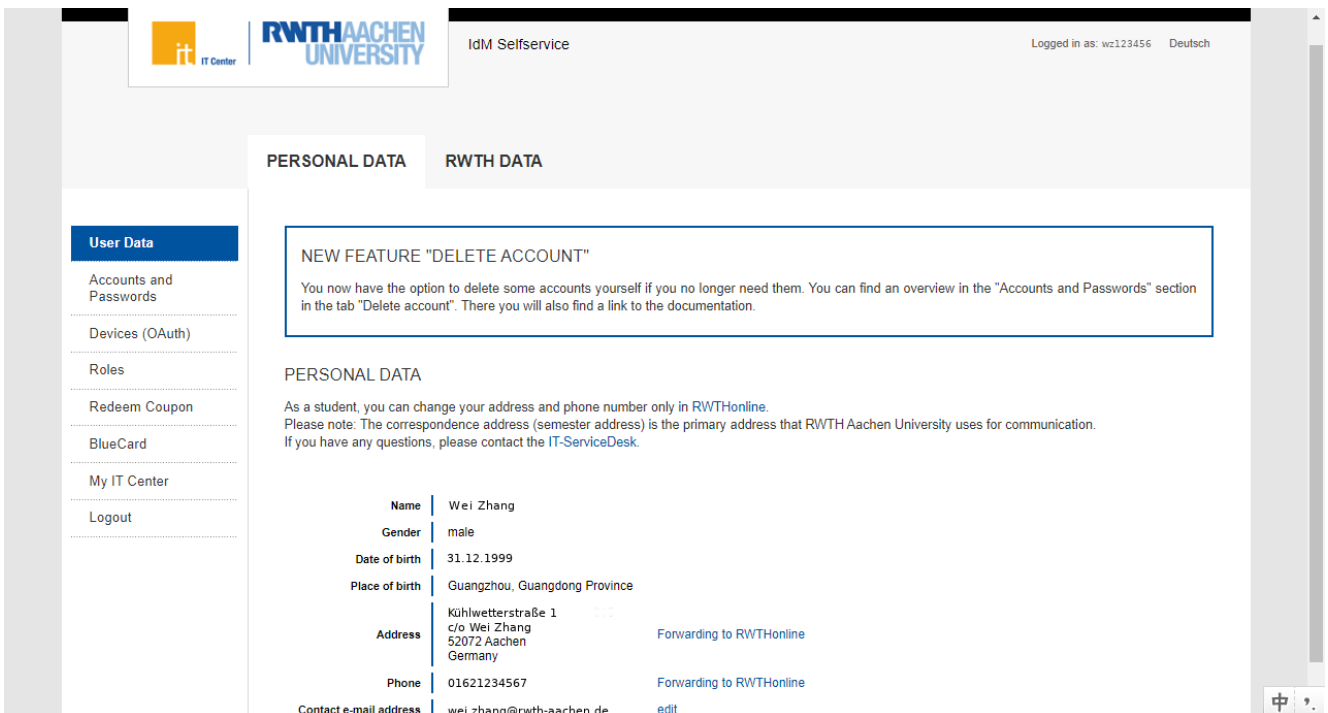 it IT Center
RWTHAACHEN
UNIVERSITY
IdM Selfservice
Logged in as: wz123456 Deutsch
PERSONAL DATA RWTH DATA
User Data
Accounts and
Passwords
Devices (OAuth)
Roles
Redeem Coupon
BlueCard
My IT Center
Logout
NEW FEATURE "DELETE ACCOUNT"
You now have the option to delete some accounts yourself if you no longer need them. You can find an overview in the "Accounts and Passwords" section
in the tab "Delete account". There you will also find a link to the documentation.
PERSONAL DATA
As a student, you can change your address and phone number only in RWTHonline.
Please note: The correspondence address (semester address) is the primary address that RWTH Aachen University uses for communication.
If you have any questions, please contact the IT-ServiceDesk.
Name Wei Zhang
Gender male
Date of birth 31.12.1999
Place of birth Guangzhou, Guangdong Province
Address Kühlwetterstraße 1
c/o Wei Zhang
52072 Aachen
Germany
Forwarding to RWTHonline
Phone 01621234567 Forwarding to RWTHonline
Contact e-mail address wei.zhang@rwth-aachen.de edit
中 ❜.